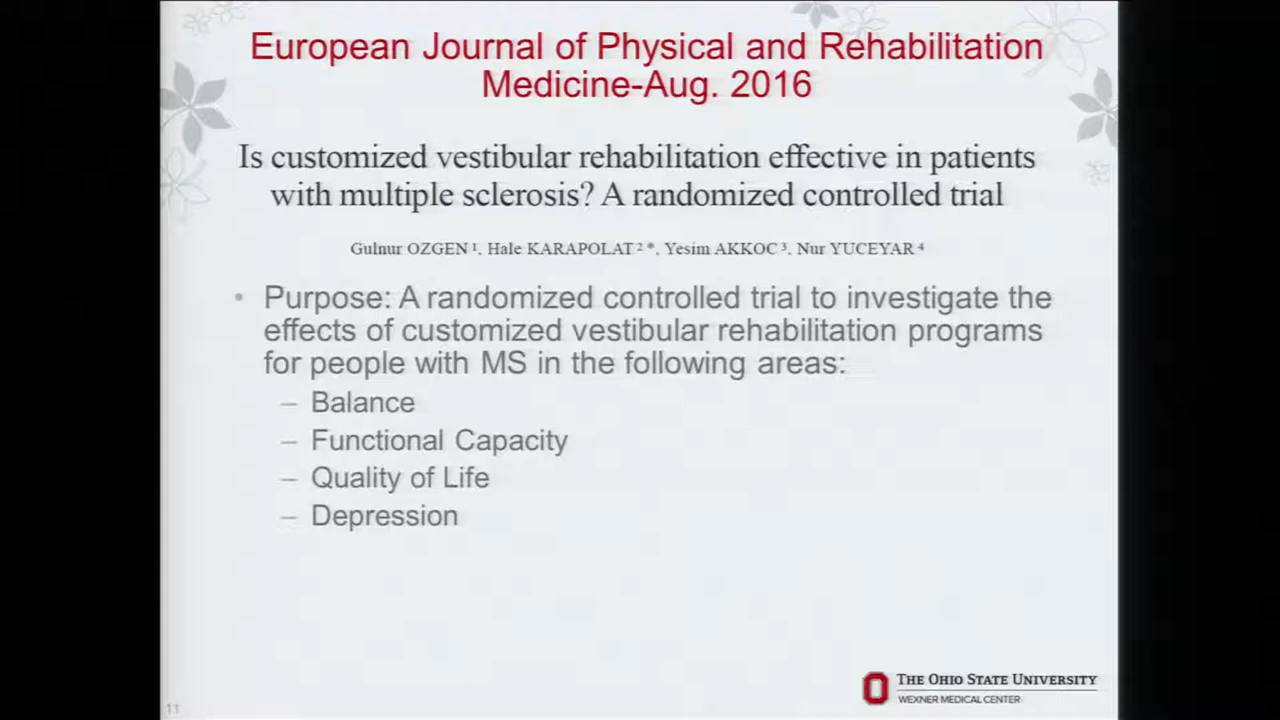 European Journal of Physical and Rehabilitation
Medicine-Aug. 2016
Is customized vestibular rehabilitation effective in patients
with multiple sclerosis? A randomized controlled trial
Gulnur OZGEN 1, Hale KARAPOLAT 2 *, Yesim AKKOC 3, Nur YUCEYAR 4
• Purpose: A randomized controlled trial to investigate the
effects of customized vestibular rehabilitation programs
for people with MS in the following areas:
– Balance
– Functional Capacity
– Quality of Life
– Depression
THE OHIO STATE UNIVERSITY
WEXNER MEDICAL CENTER
11